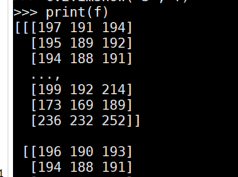 >>> print(f)
[[[197 191 194]
[195 189 192]
[194 188 191]
...,
[199 192 214]
[173 169 189]
[236 232 252]]
[[196 190 193]
[194 188 191]